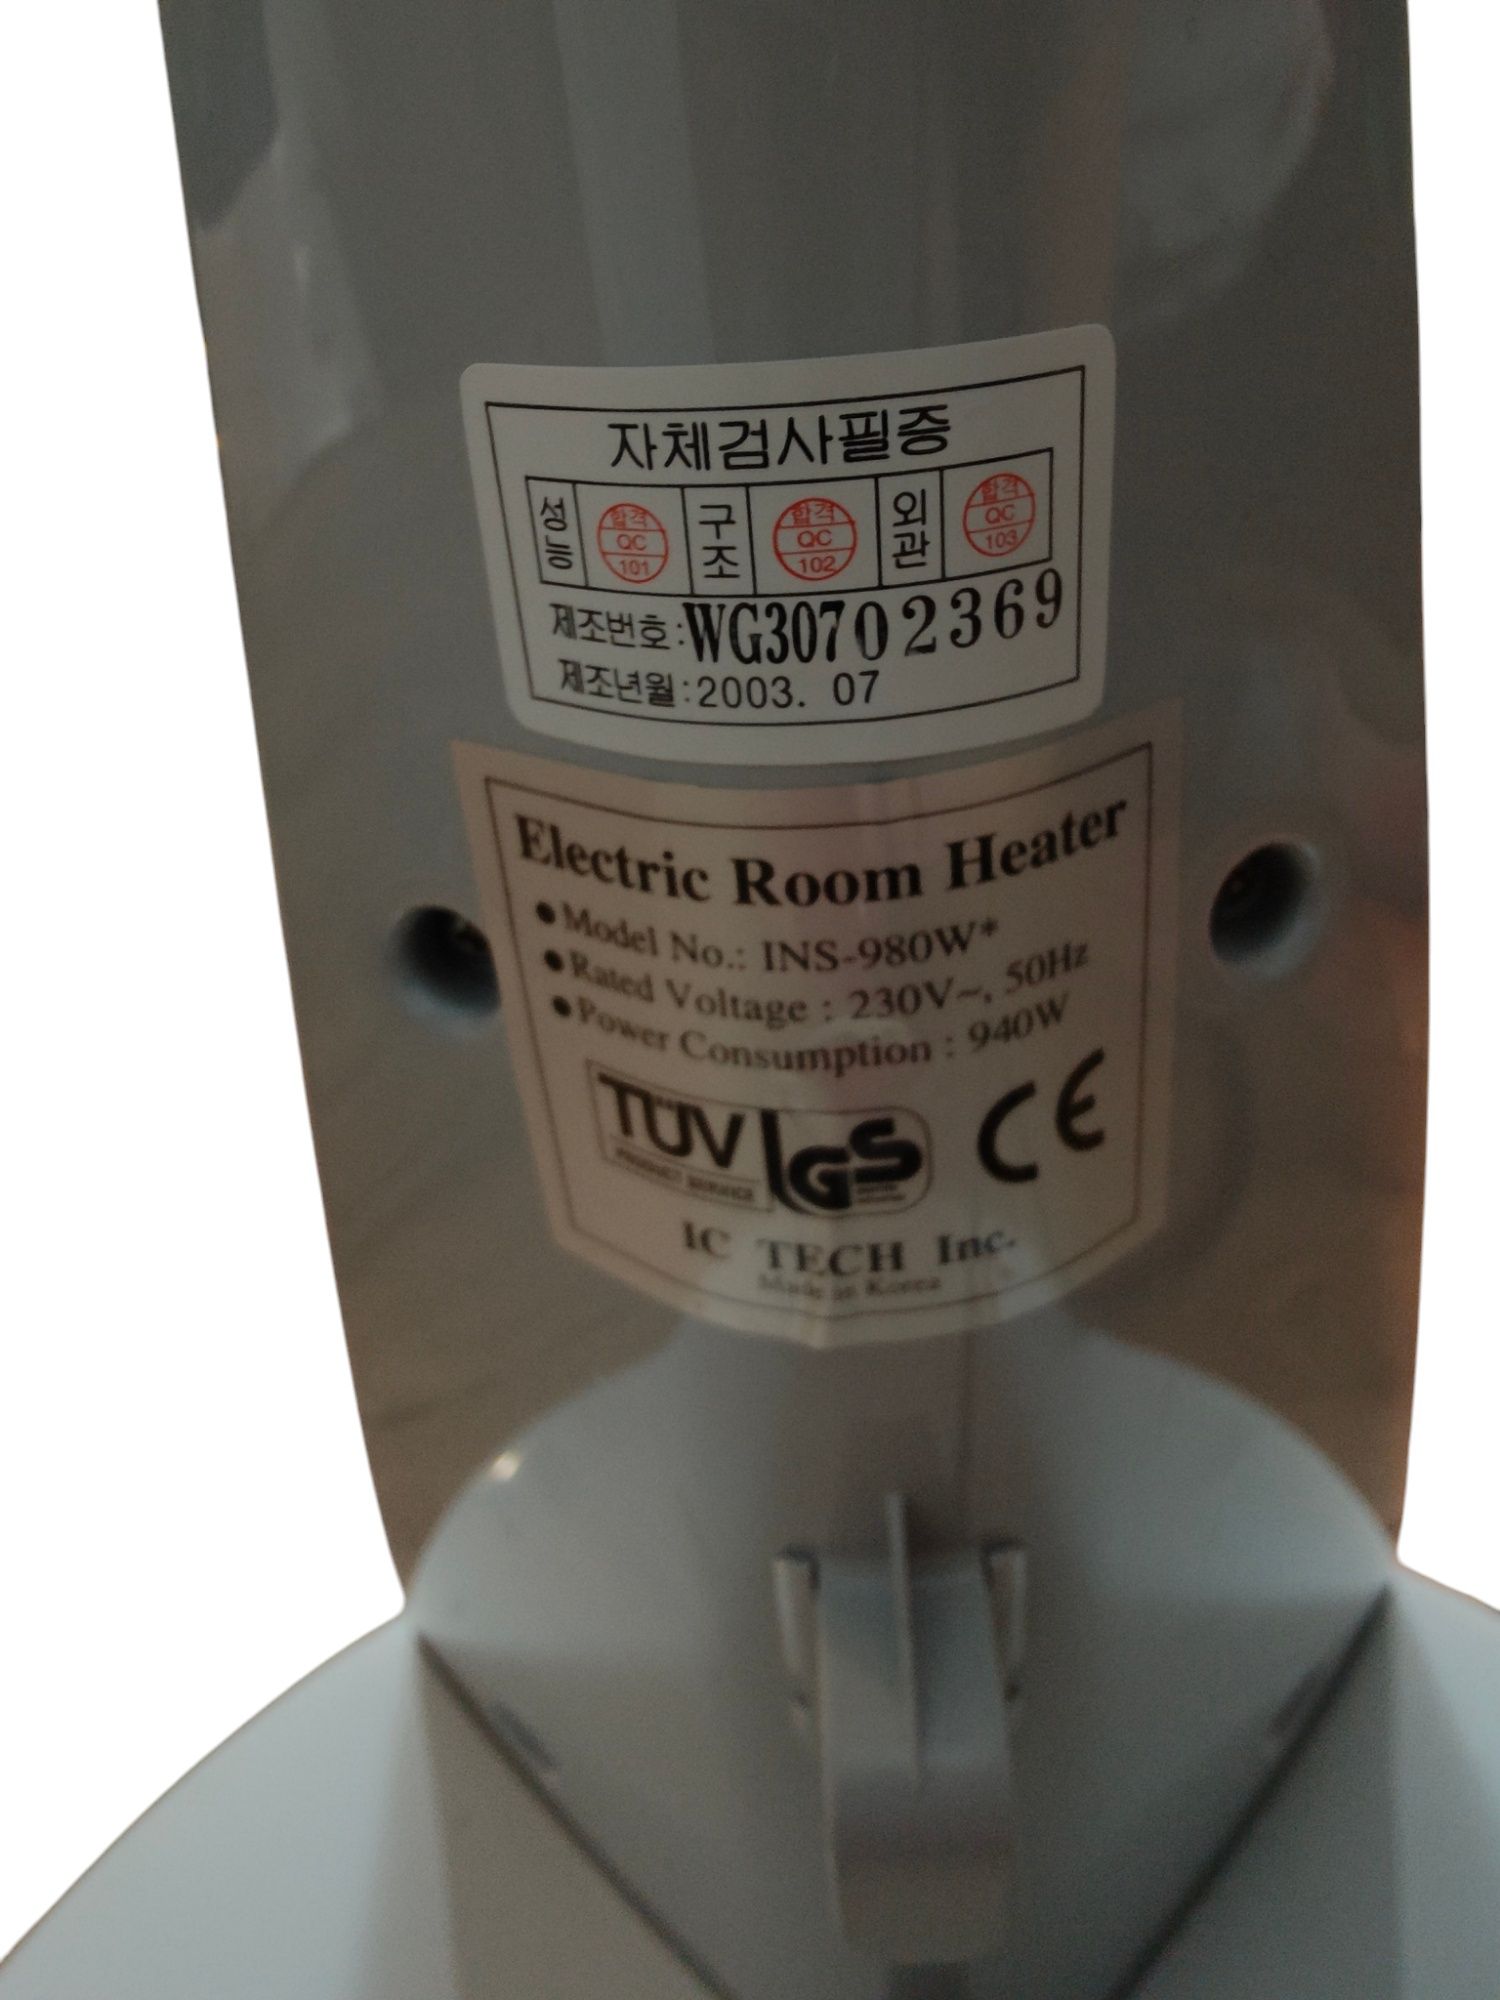 자체검사필증
성능 합격 QC 101 구조 합격 QC 102 외관 합격 QC 103
제조번호:WG30702369
제조년월:2003. 07
Electric Room Heater
●Model No.: INS-980W*
●Rated Voltage : 230V~, 50Hz
●Power Consumption : 940W
TÜV GS CE
PRODUCT SERVICE
IC TECH Inc.
Made in Korea